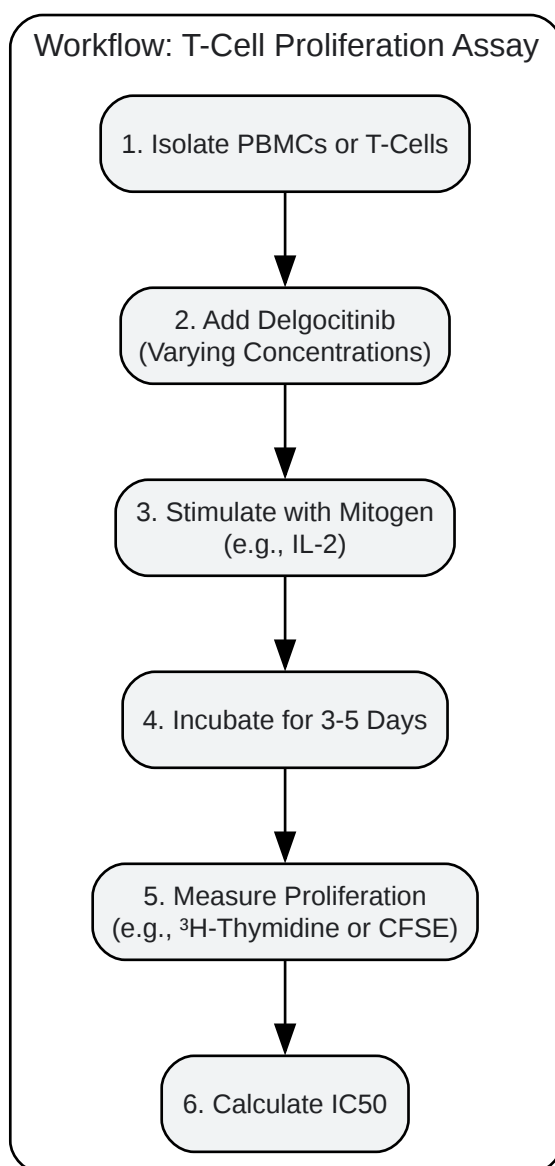 Workflow: T-Cell Proliferation Assay
1. Isolate PBMCs or T-Cells
2. Add Delgocitinib
(Varying Concentrations)
3. Stimulate with Mitogen
(e.g., IL-2)
4. Incubate for 3-5 Days
5. Measure Proliferation
(e.g., ³H-Thymidine or CFSE)
6. Calculate IC50